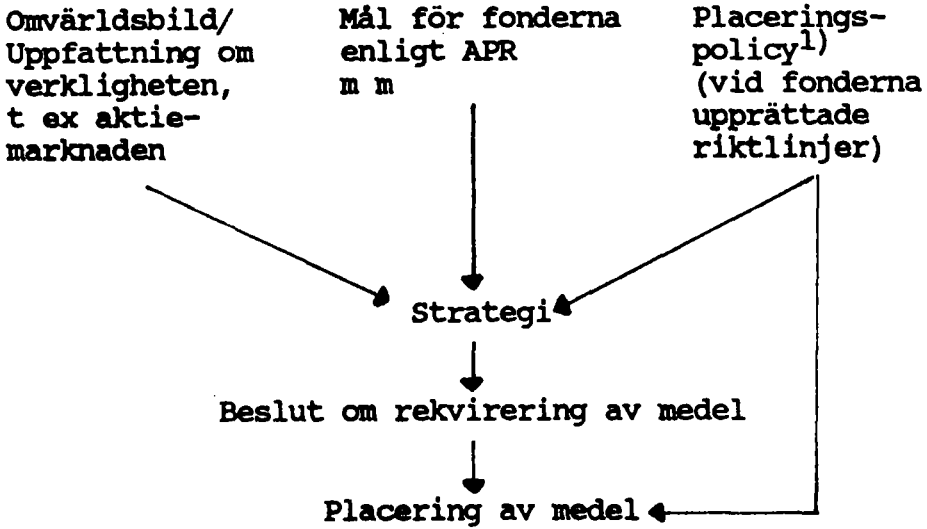 Omvärldsbild/
Uppfattning om
verkligheten,
t ex aktie-
marknaden
Mål för fonderna
enligt APR
m m
Placerings-
policy1)
(vid fonderna
upprättade
riktlinjer)
Strategi
Beslut om rekvirering av medel
Placering av medel